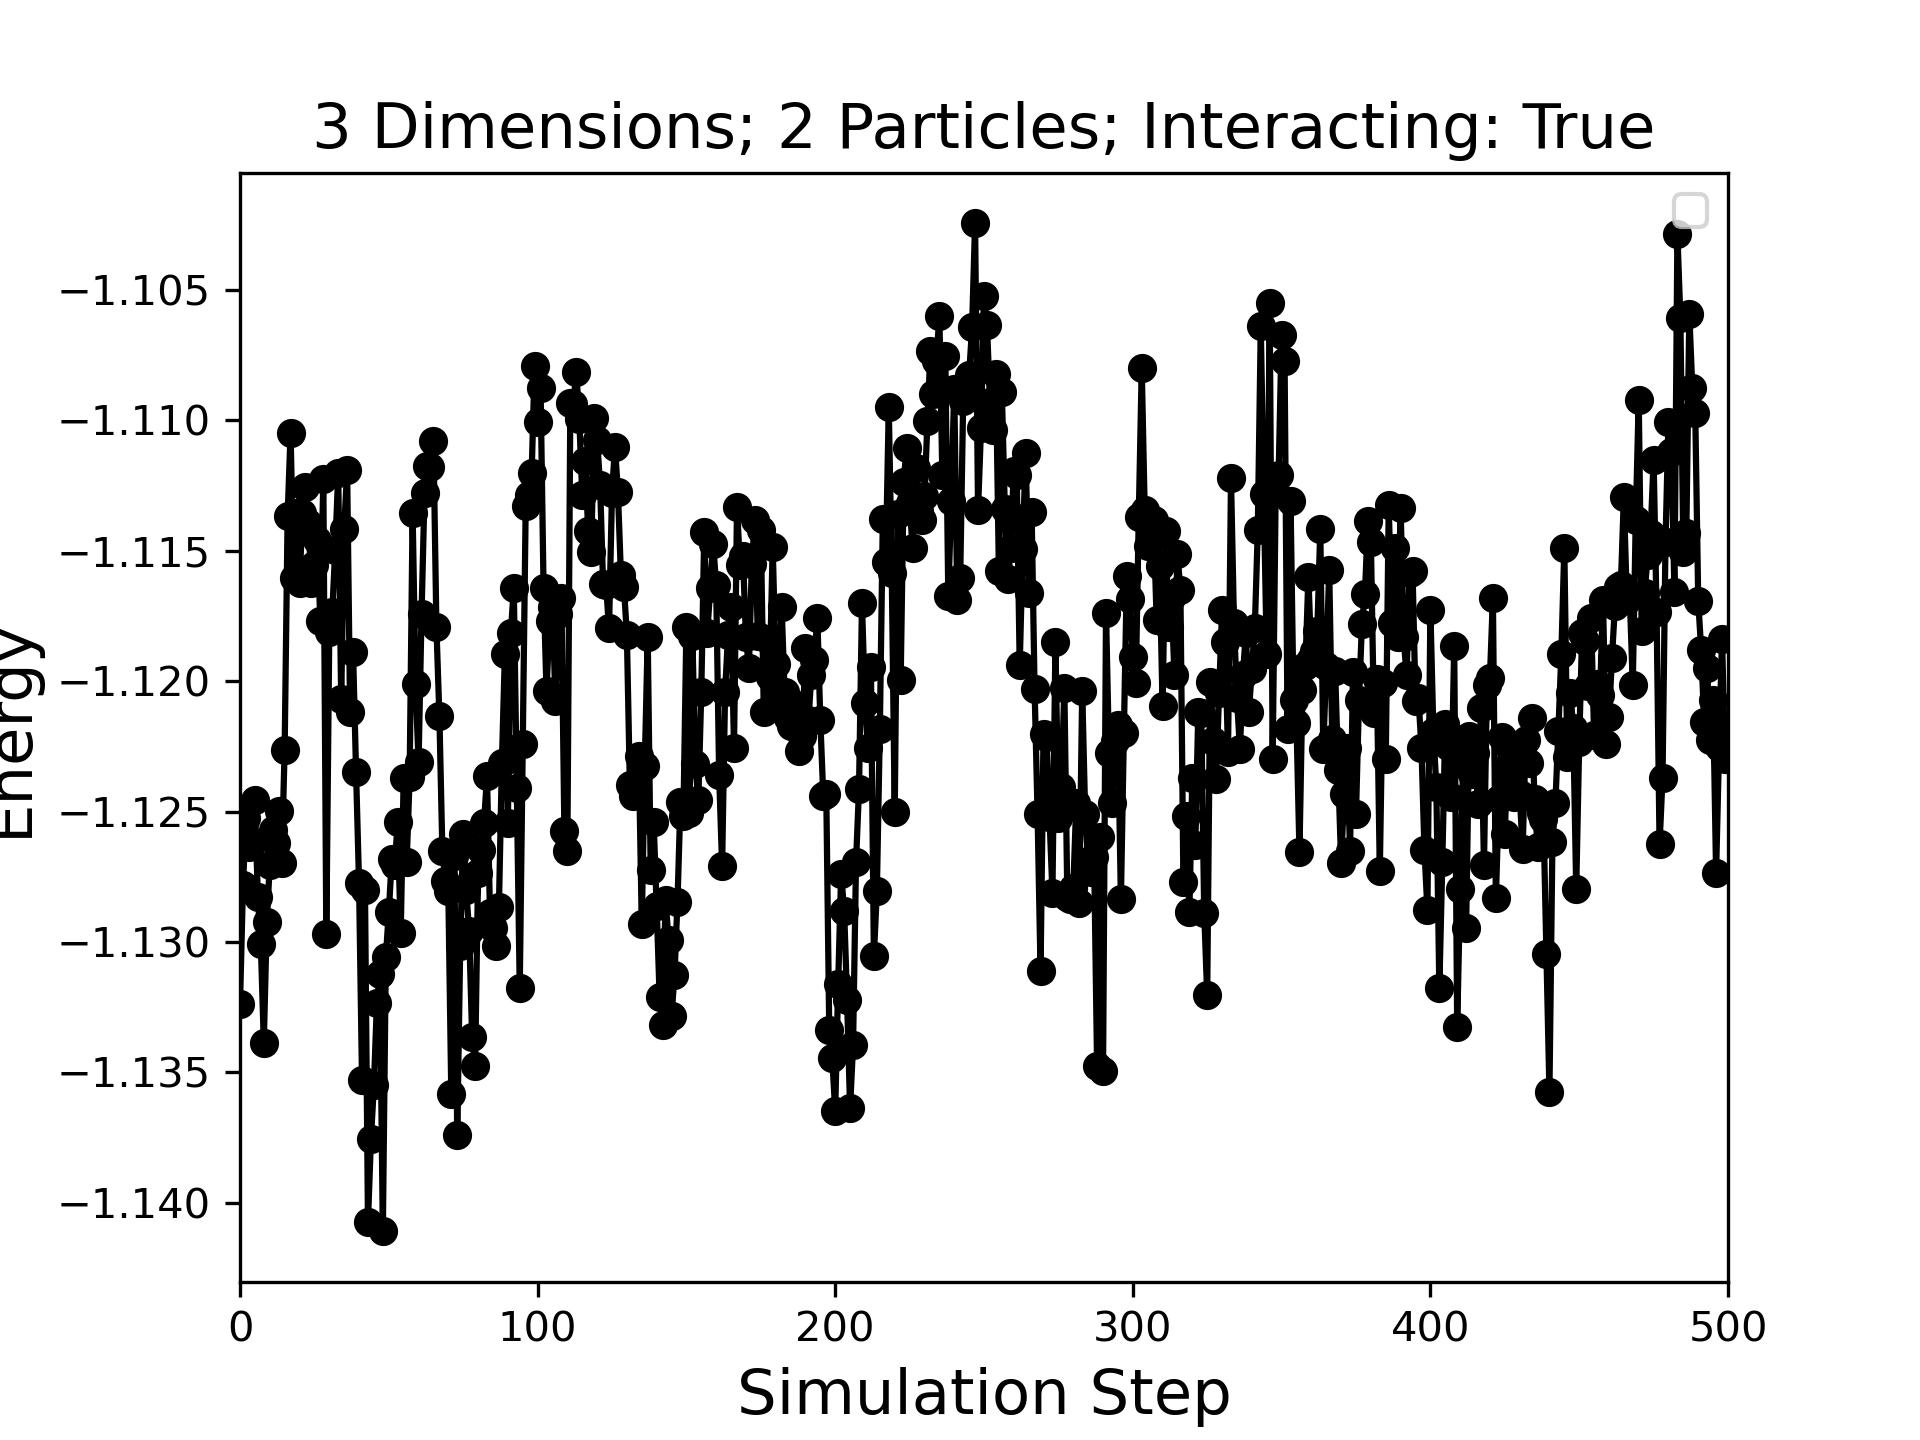 3 Dimensions; 2 Particles; Interacting: True
Energy
−1.105
−1.110
−1.115
−1.120
−1.125
−1.130
−1.135
−1.140
0 100 200 300 400 500
Simulation Step